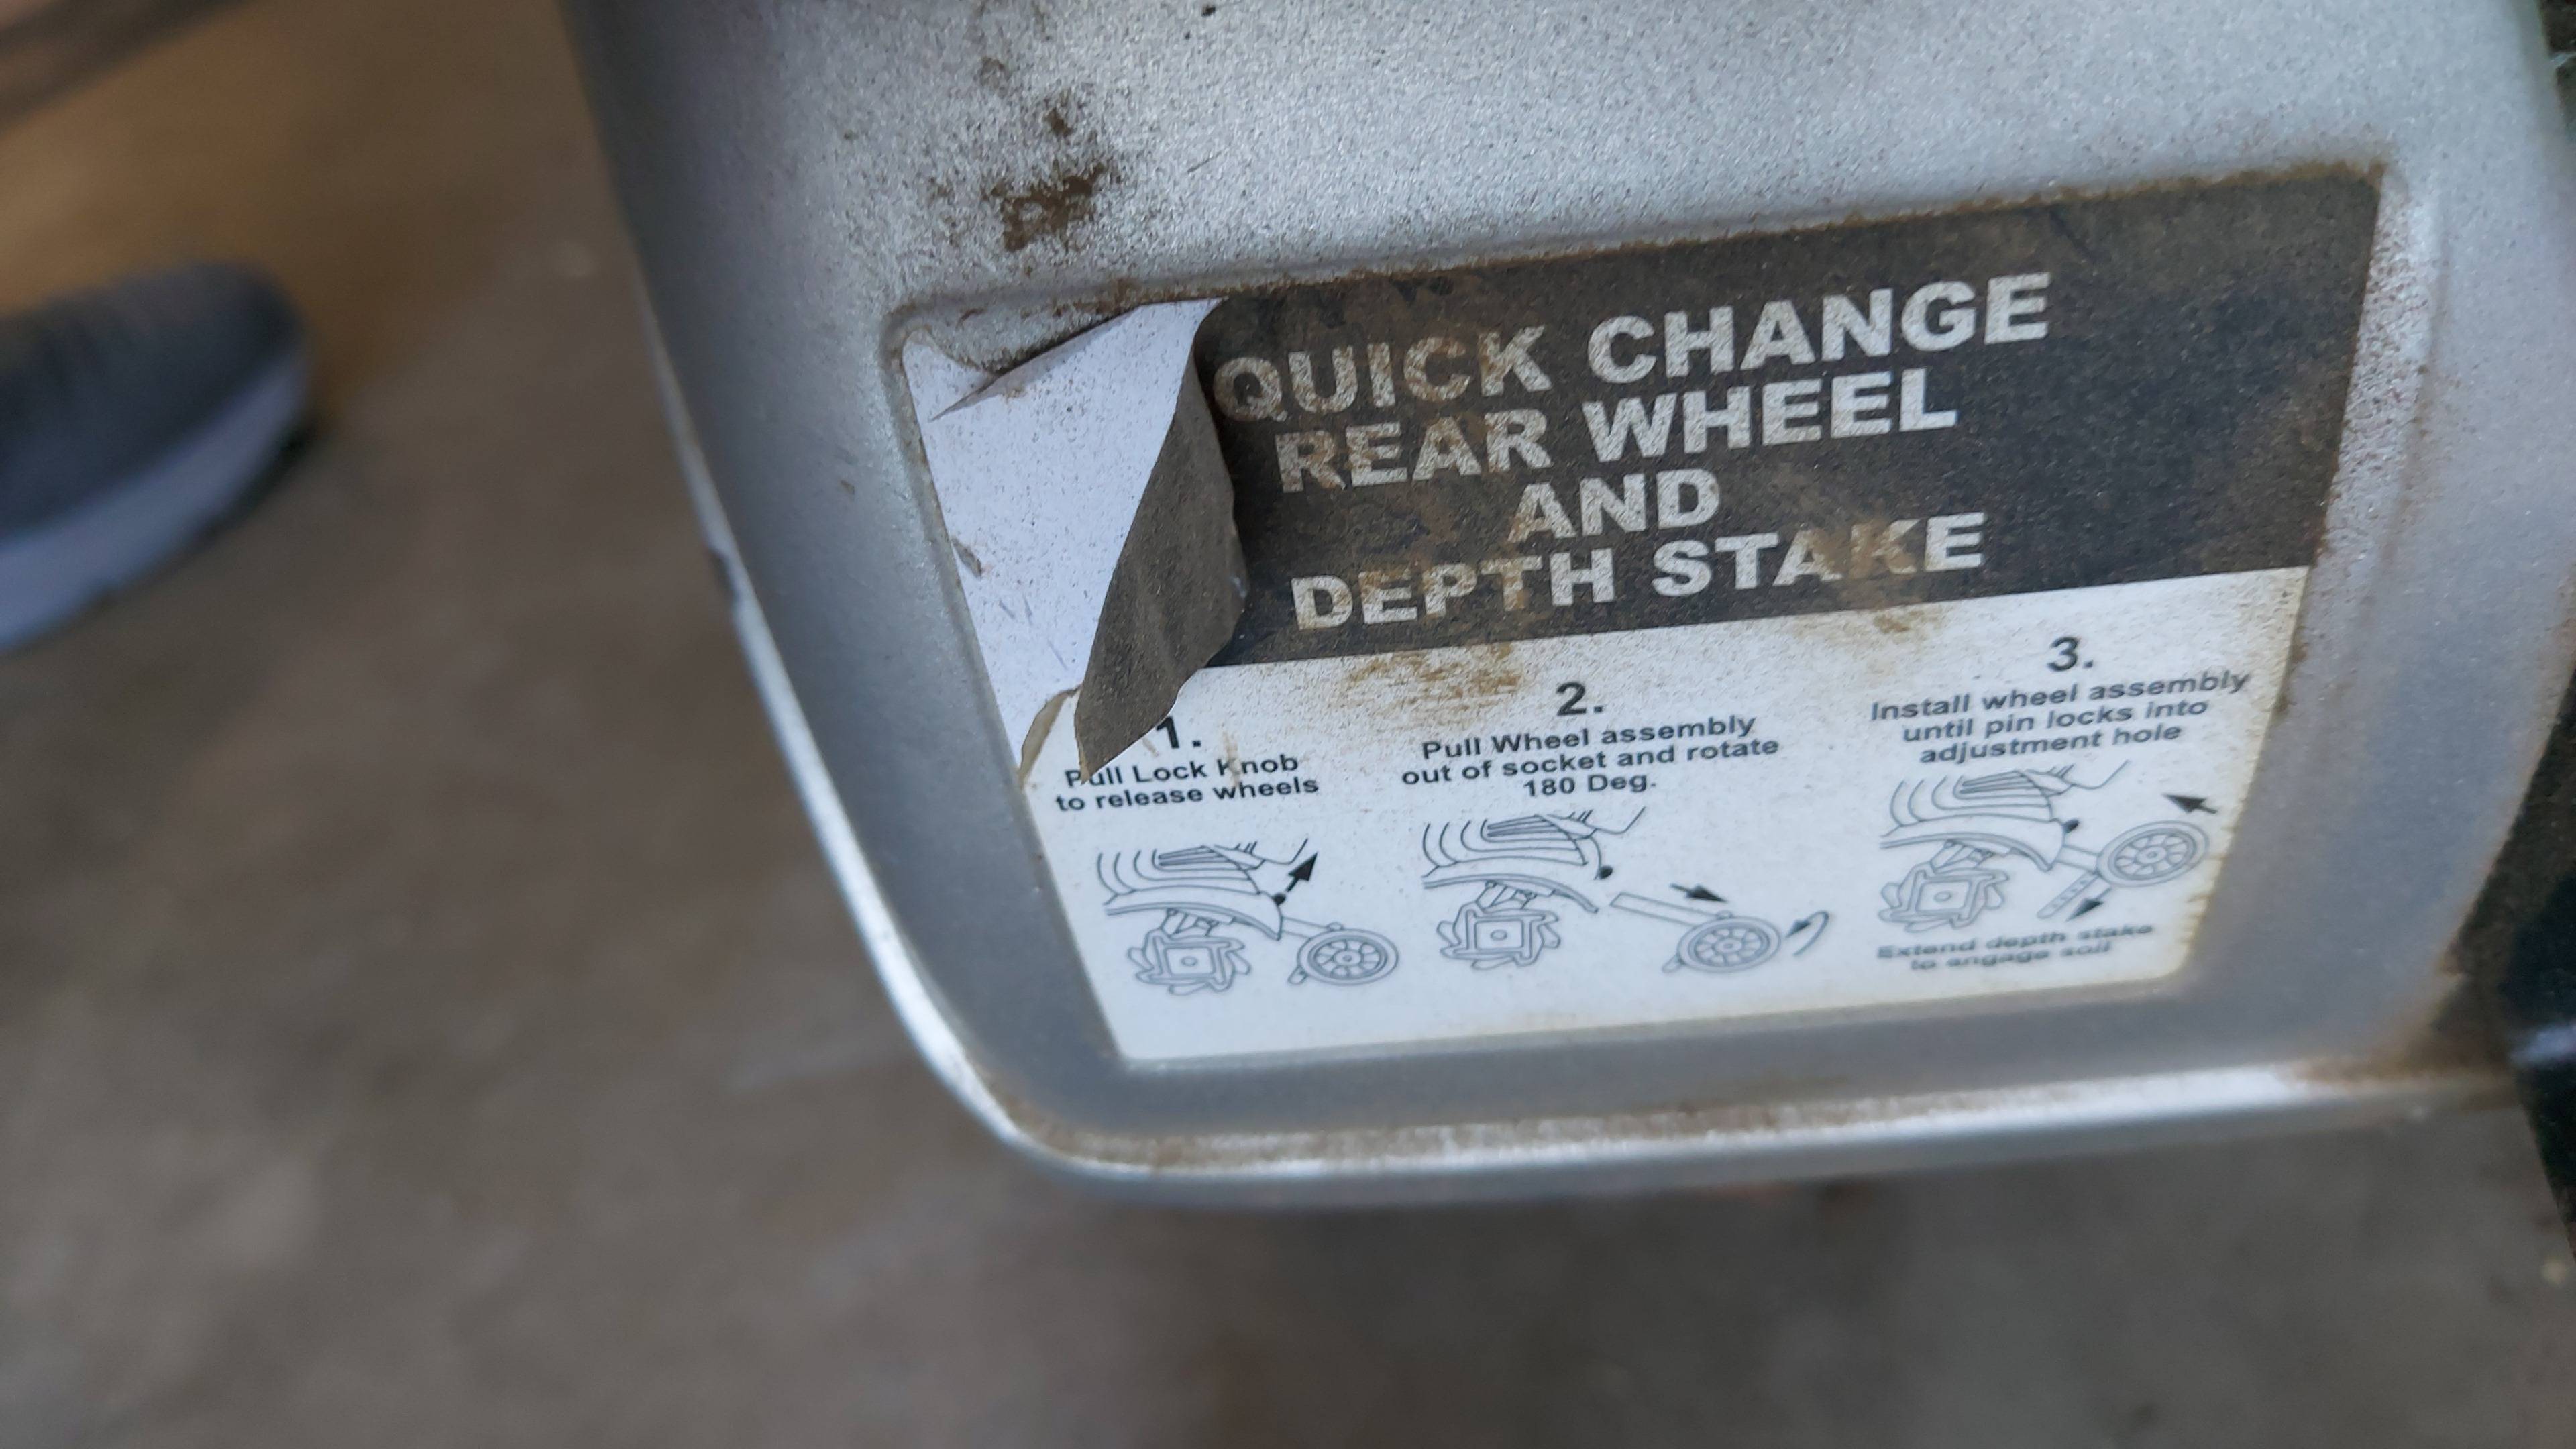 QUICK CHANGE
REAR WHEEL
AND
DEPTH STAKE
1.
Pull Lock Knob
to release wheels
2.
Pull Wheel assembly
out of socket and rotate
180 Deg.
3.
Install wheel assembly
until pin locks into
adjustment hole
Extend depth stake
to engage soil